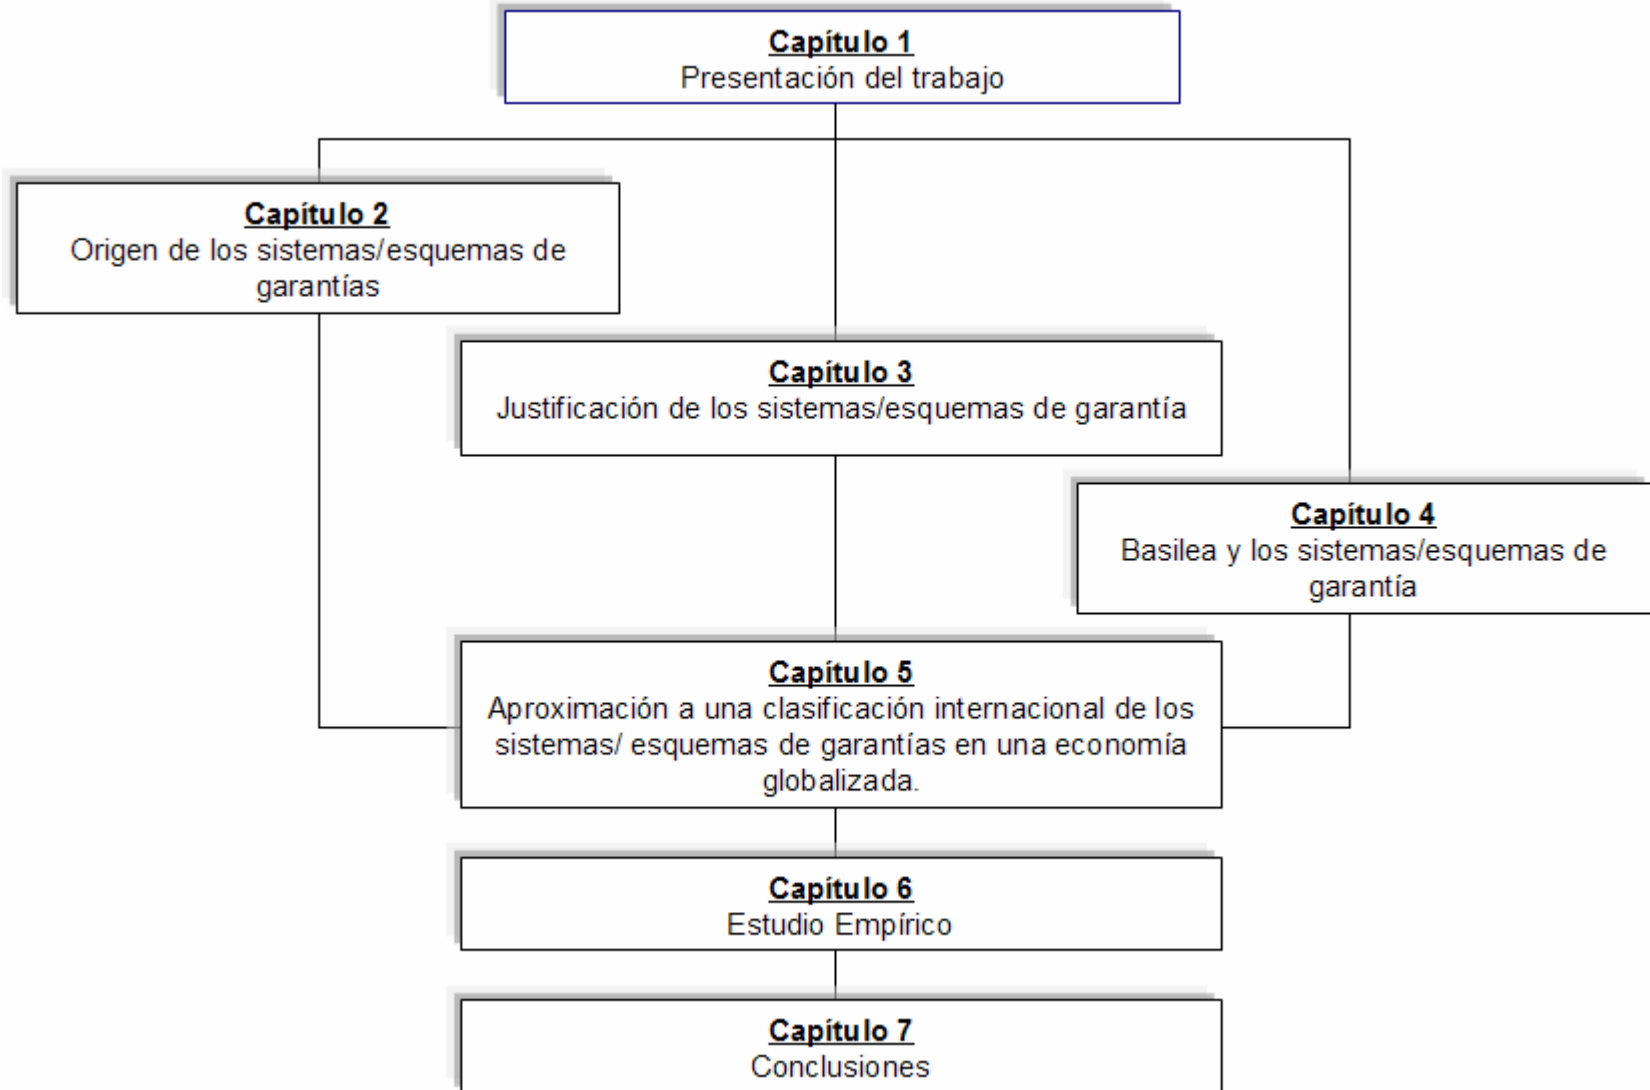 Capítulo 1
Presentación del trabajo
Capítulo 2
Origen de los sistemas/esquemas de
garantías
Capítulo 3
Justificación de los sistemas/esquemas de garantía
Capítulo 4
Basilea y los sistemas/esquemas de
garantía
Capítulo 5
Aproximación a una clasificación internacional de los
sistemas/ esquemas de garantías en una economía
globalizada.
Capítulo 6
Estudio Empírico
Capítulo 7
Conclusiones